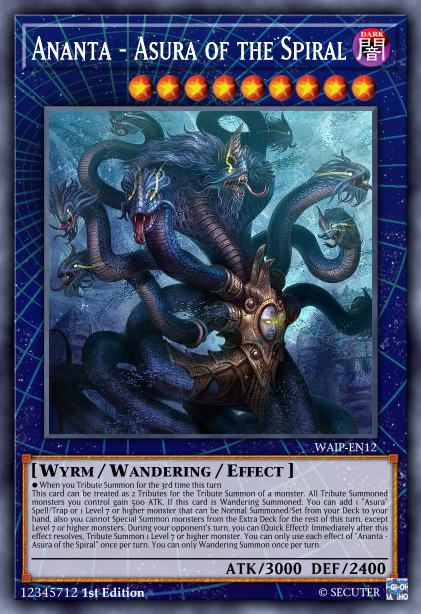 ANANTA - ASURA OF THE SPIRAL
DARK
闇
WAIP-EN12
[WYRM / WANDERING / EFFECT ]
● When you Tribute Summon for the 3rd time this turn
This card can be treated as 2 Tributes for the Tribute Summon of a monster. All Tribute Summoned
monsters you control gain 500 ATK. If this card is Wandering Summoned: You can add 1 "Asura"
Spell/Trap or 1 Level 7 or higher monster that can be Normal Summoned/Set from your Deck to your
hand, also you cannot Special Summon monsters from the Extra Deck for the rest of this turn, except
Level 7 or higher monsters. During your opponent's turn, you can (Quick Effect): Immediately after this
effect resolves, Tribute Summon 1 Level 7 or higher monster. You can only use each effect of "Ananta -
Asura of the Spiral" once per turn. You can only Wandering Summon once per turn.
ATK/3000 DEF/2400
12345712 1st Edition
© SECUTER